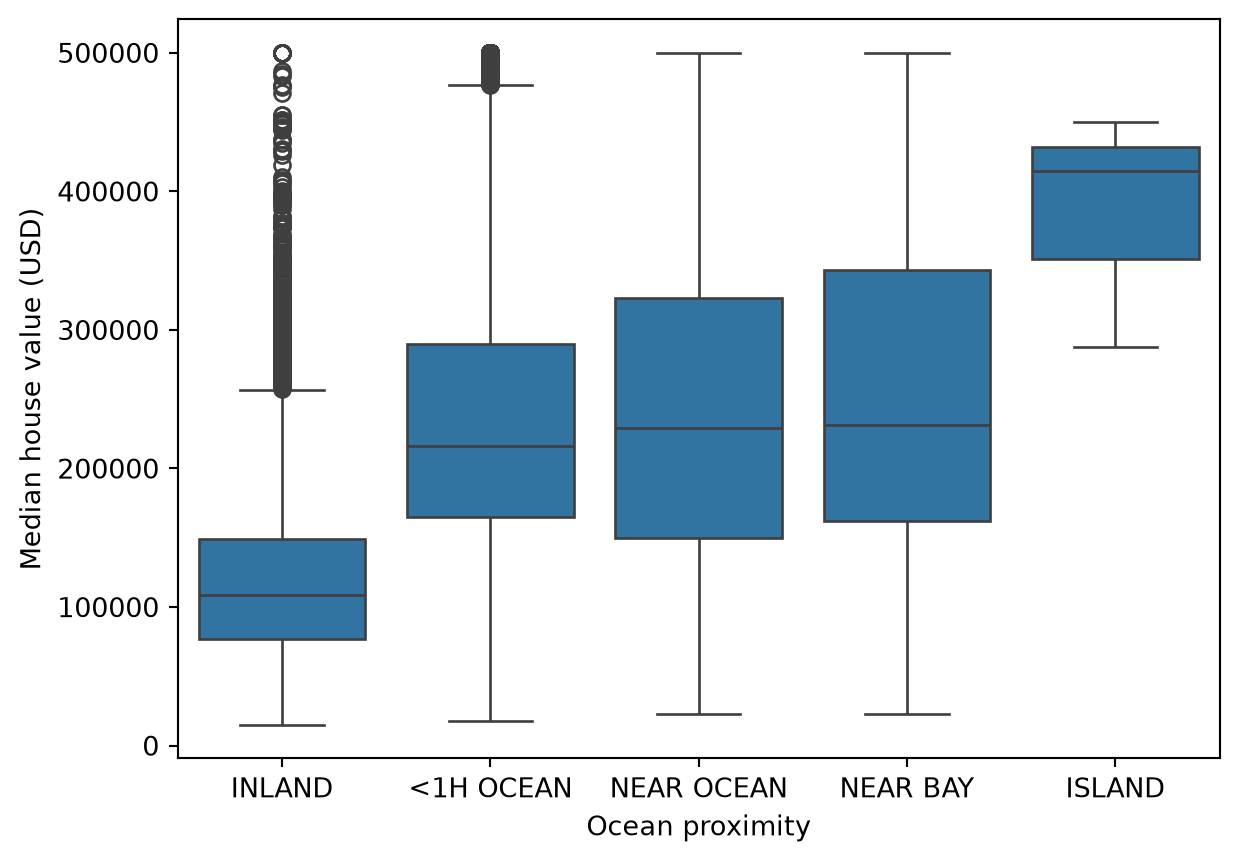 Median house value (USD)
500000
400000
300000
200000
100000
0
INLAND <1H OCEAN NEAR OCEAN NEAR BAY ISLAND
Ocean proximity